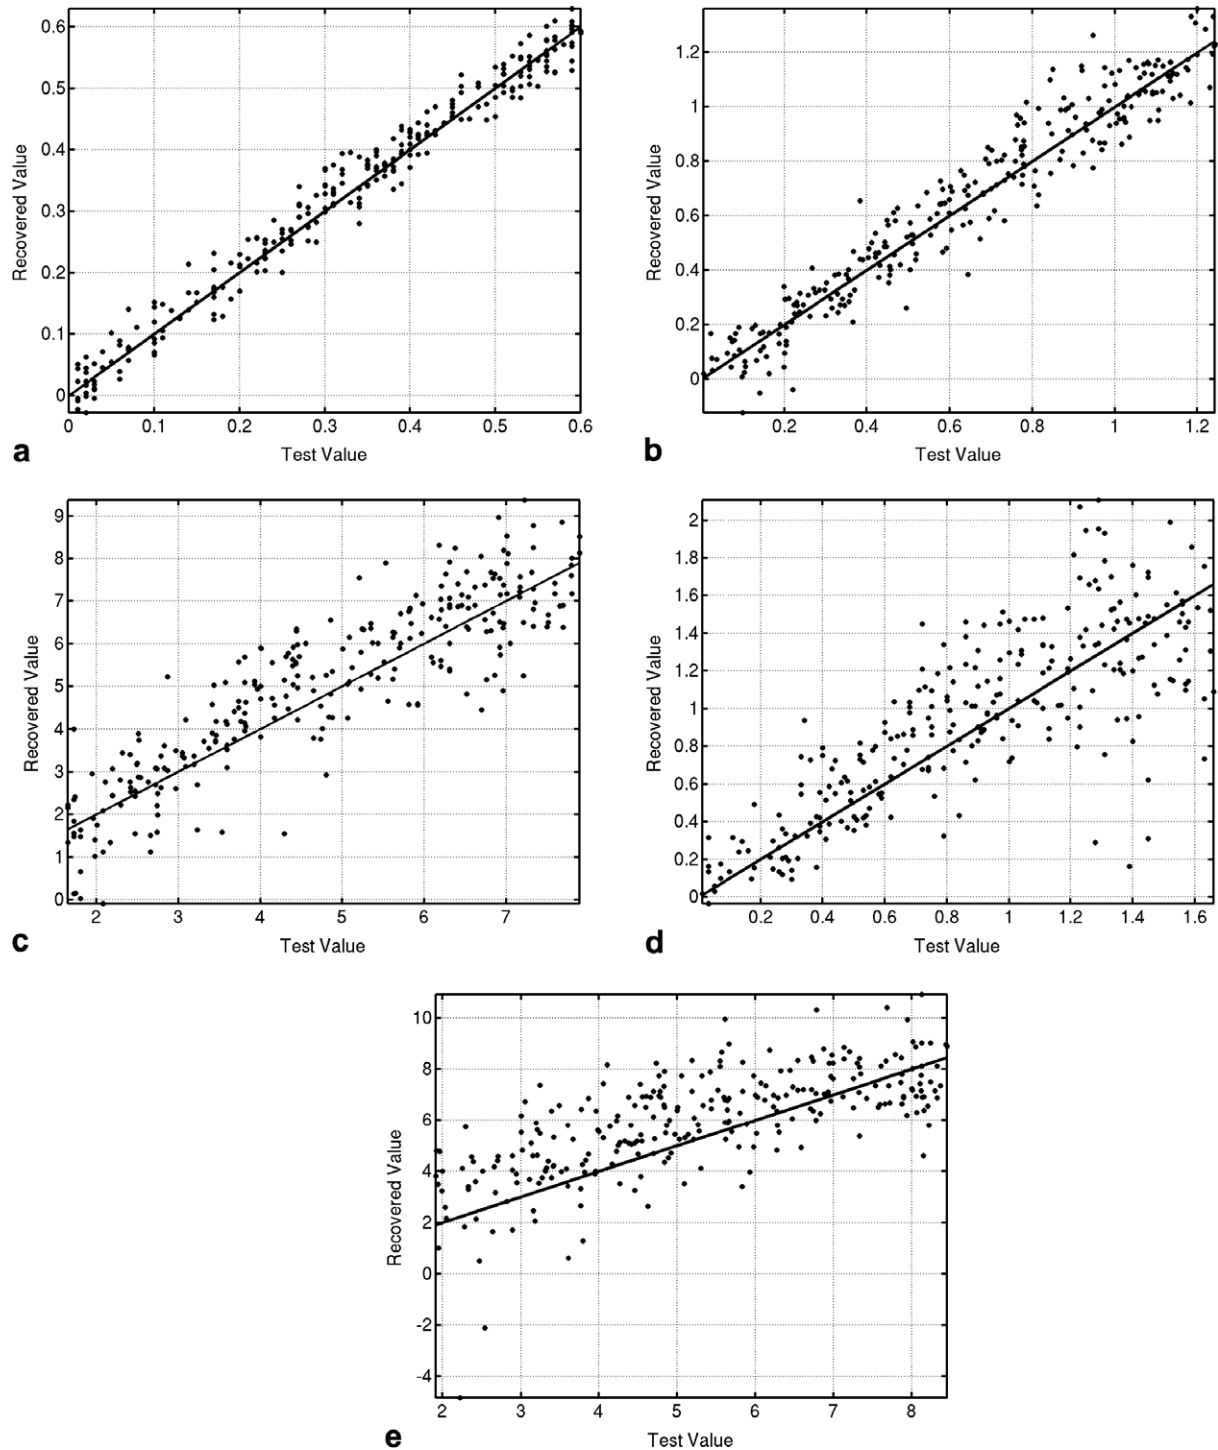 0.6
0.5
0.4
0.3
0.2
0.1
0
Recovered Value
0 0.1 0.2 0.3 0.4 0.5 0.6
Test Value
a
1.2
1
0.8
0.6
0.4
0.2
0
Recovered Value
0.2 0.4 0.6 0.8 1 1.2
Test Value
b
9
8
7
6
5
4
3
2
1
0
Recovered Value
2 3 4 5 6 7
Test Value
c
2
1.8
1.6
1.4
1.2
1
0.8
0.6
0.4
0.2
0
Recovered Value
0.2 0.4 0.6 0.8 1 1.2 1.4 1.6
Test Value
d
10
8
6
4
2
0
-2
-4
Recovered Value
2 3 4 5 6 7 8
Test Value
e